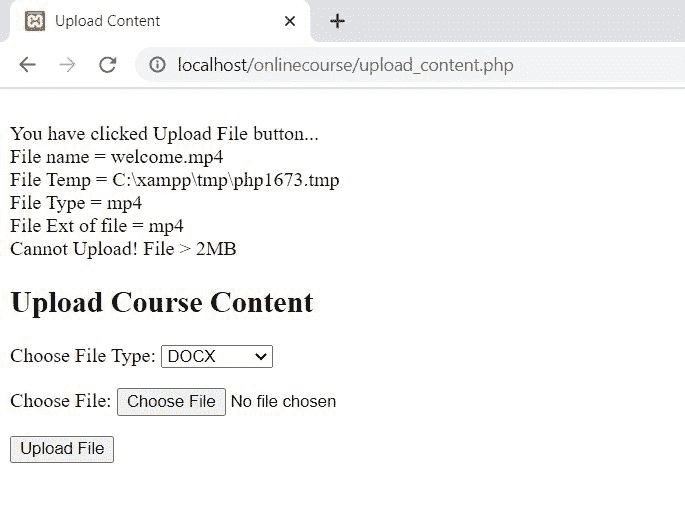 Upload Content
localhost/onlinecourse/upload_content.php
You have clicked Upload File button...
File name = welcome.mp4
File Temp = C:\xampp\tmp\php1673.tmp
File Type = mp4
File Ext of file = mp4
Cannot Upload! File > 2MB
Upload Course Content
Choose File Type: DOCX
Choose File: Choose File No file chosen
Upload File